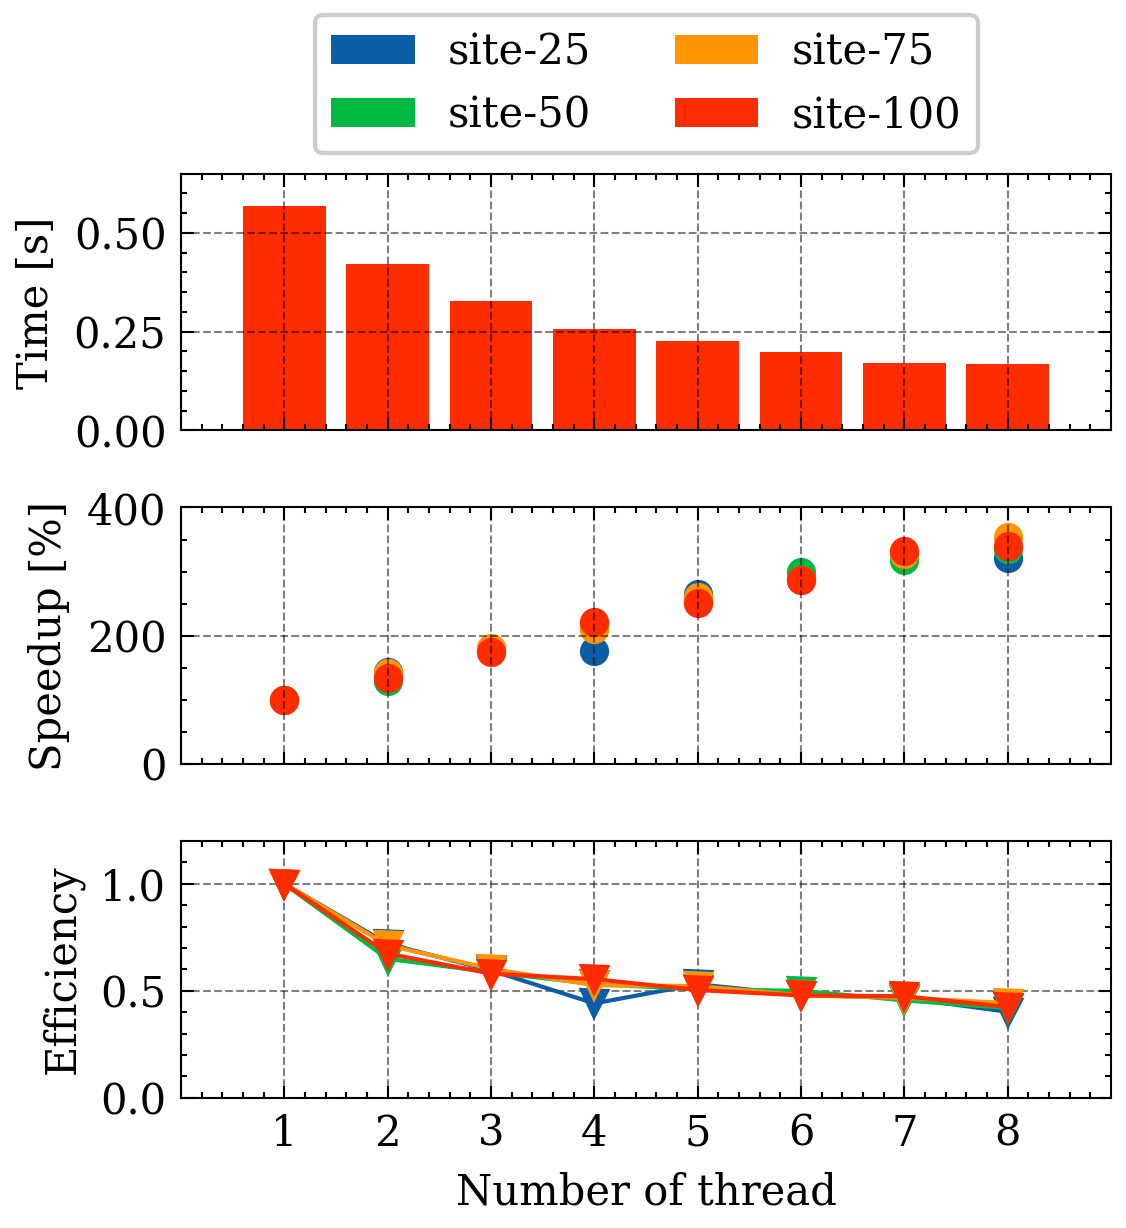 site-25
site-50
site-75
site-100
Time [s]
0.50
0.25
0.00
Speedup [%]
400
200
0
Efficiency
1.0
0.5
0.0
1 2 3 4 5 6 7 8
Number of thread